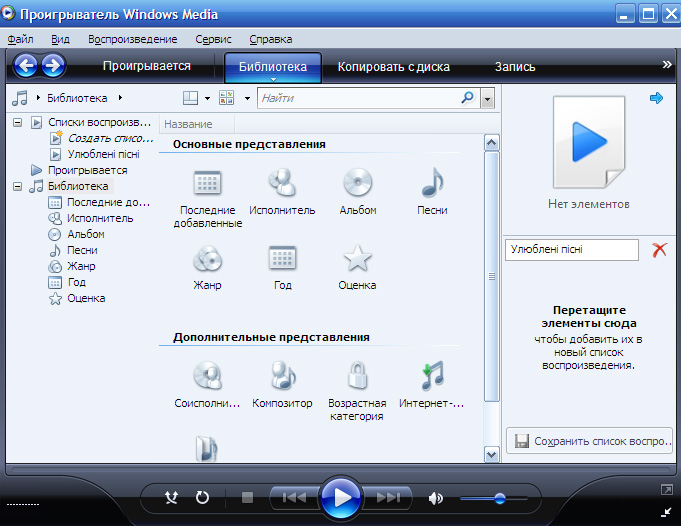 Проигрыватель Windows Media
Файл Вид Воспроизведение Сервис Справка
Проигрывается Библиотека Копировать с диска Запись »
Библиотека Найти
Списки воспроизв...
Создать списо...
Улюблені пісні
Проигрывается
Библиотека
Последние до...
Исполнитель
Альбом
Песни
Жанр
Год
Оценка
Название
Основные представления
Последние добавленные
Исполнитель
Альбом
Песни
Жанр
Год
Оценка
Дополнительные представления
Соисполни...
Композитор
Возрастная категория
Интернет-...
Нет элементов
Улюблені пісні
Перетащите
элементы сюда
чтобы добавить их в
новый список
воспроизведения.
Сохранить список воспро...